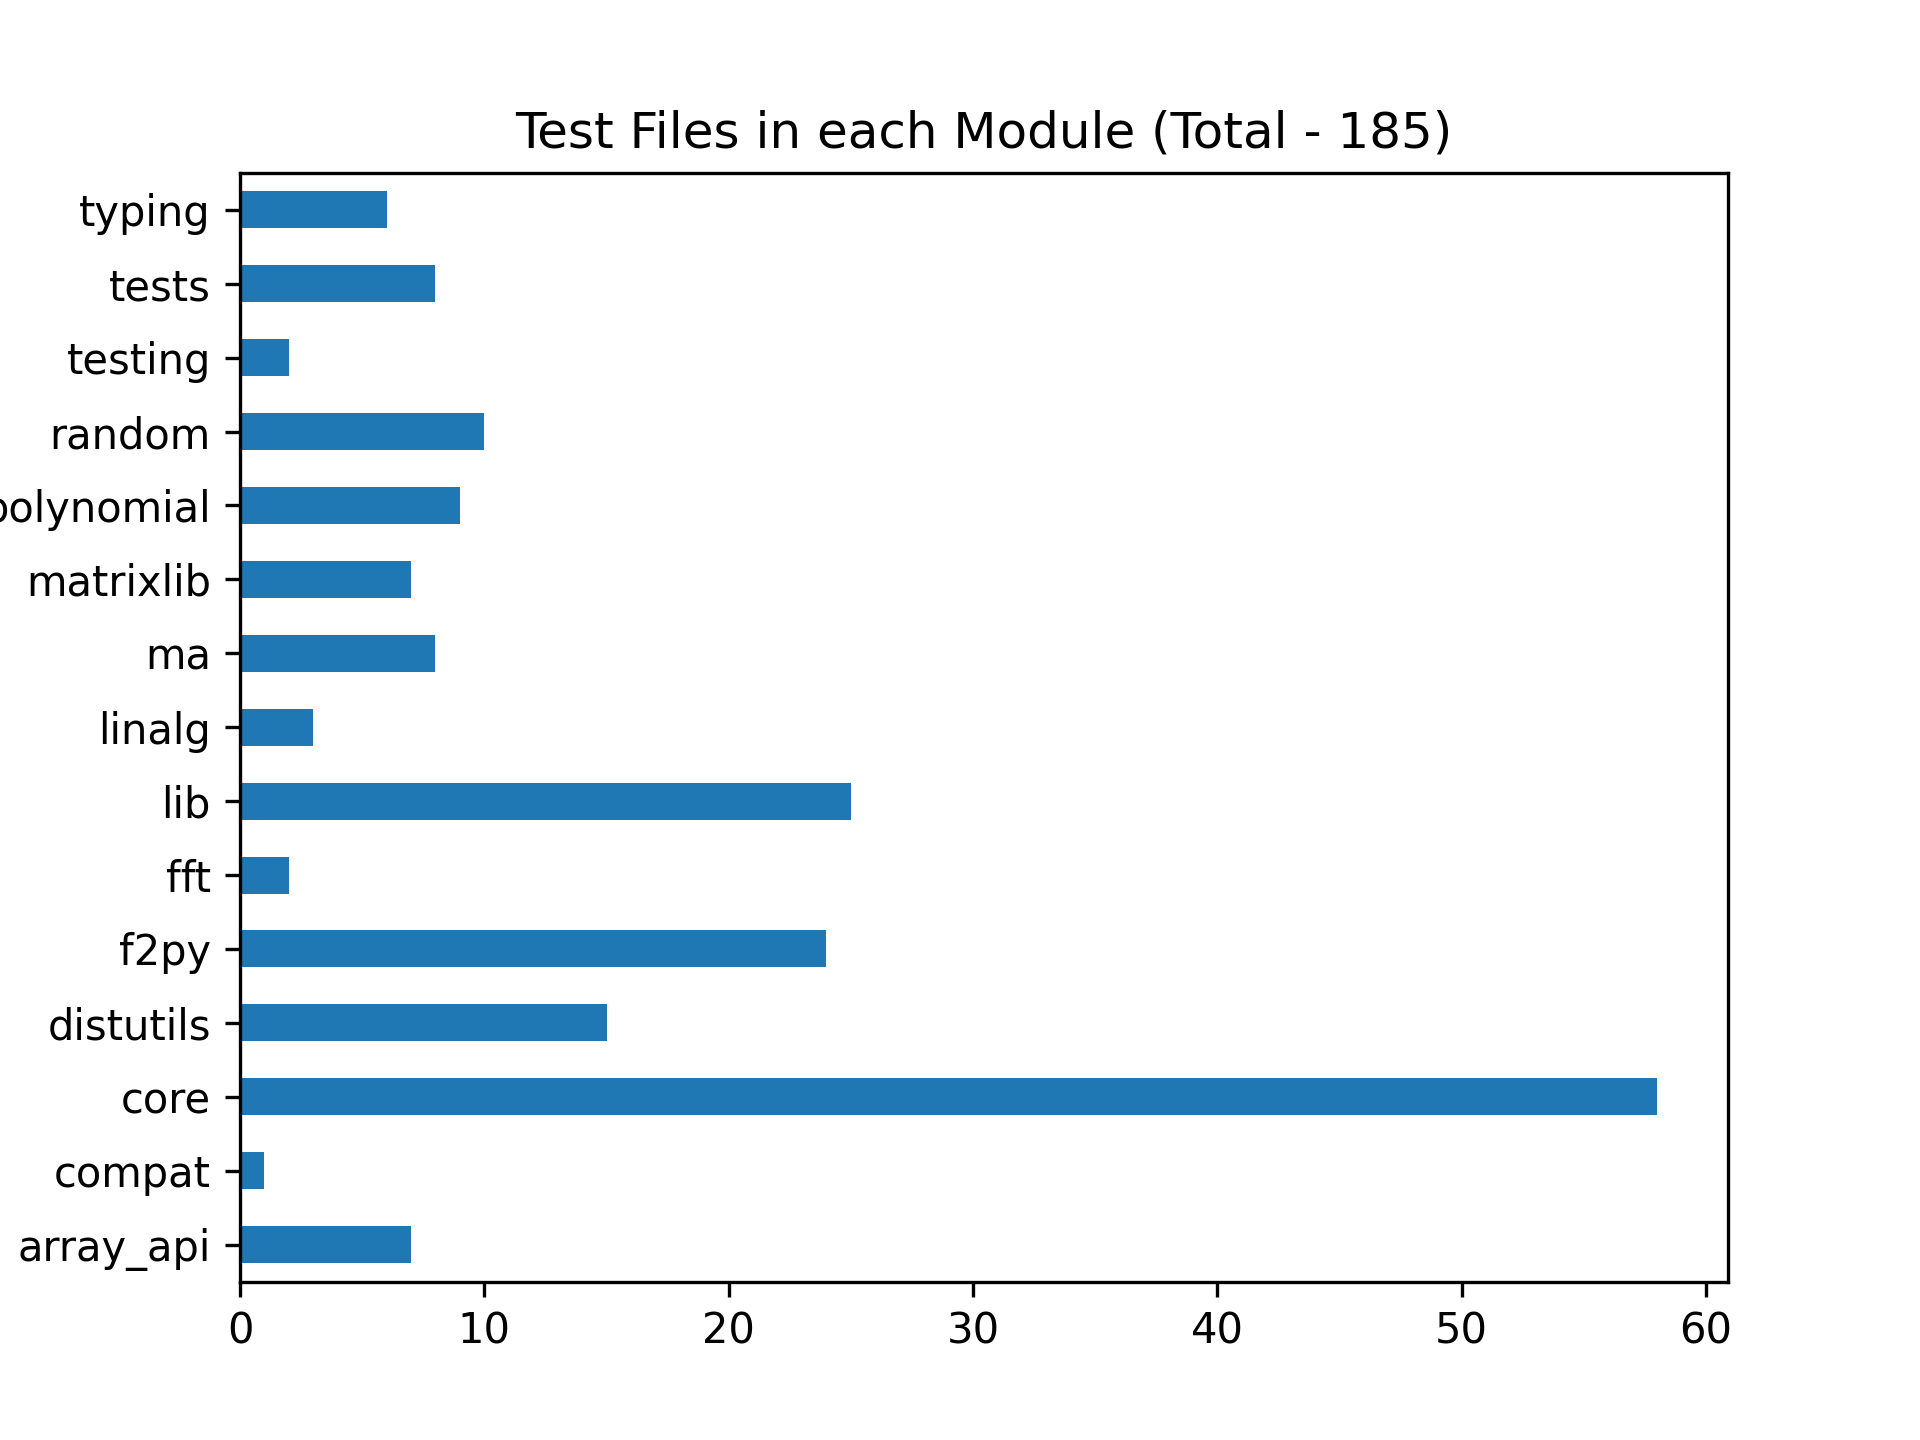 Test Files in each Module (Total - 185)
typing
tests
testing
random
polynomial
matrixlib
ma
linalg
lib
fft
f2py
distutils
core
compat
array_api
0 10 20 30 40 50 60